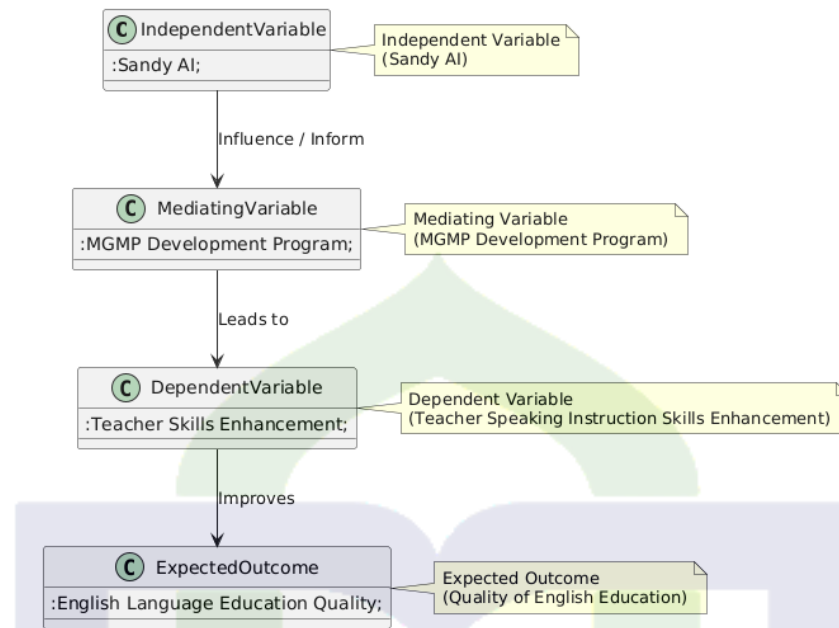 C IndependentVariable
:Sandy AI;
Independent Variable
(Sandy AI)
Influence / Inform
C MediatingVariable
:MGMP Development Program;
Mediating Variable
(MGMP Development Program)
Leads to
C DependentVariable
:Teacher Skills Enhancement;
Dependent Variable
(Teacher Speaking Instruction Skills Enhancement)
Improves
C ExpectedOutcome
:English Language Education Quality;
Expected Outcome
(Quality of English Education)